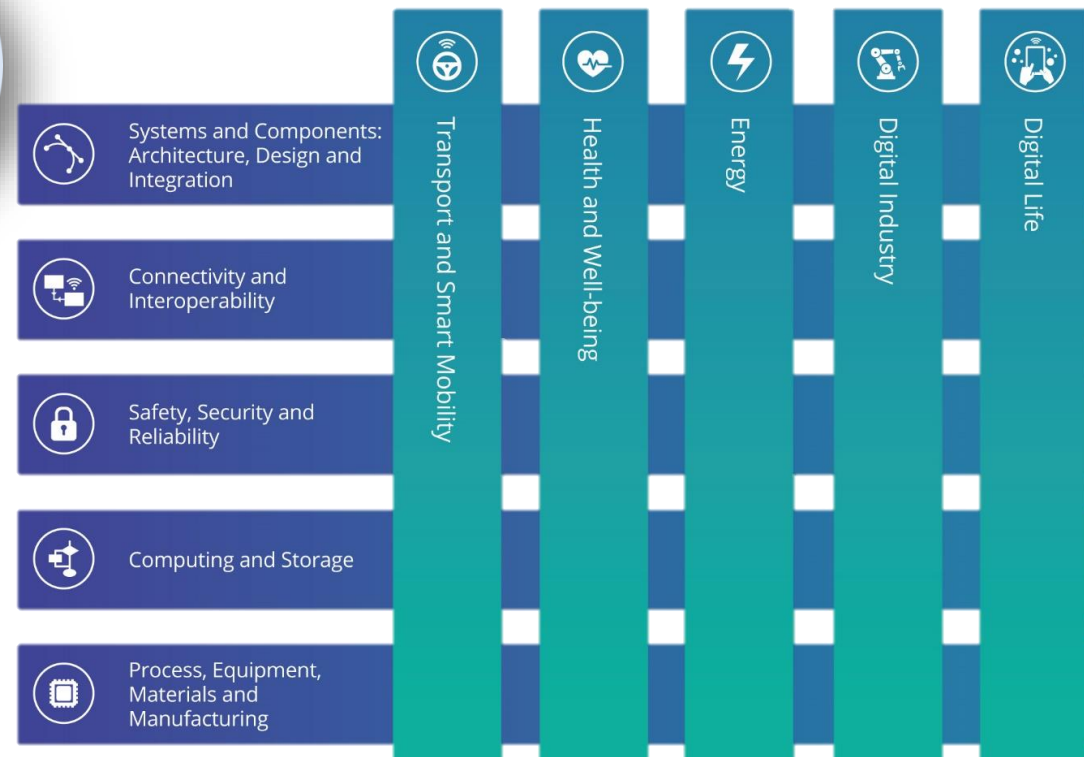 Transport and Smart Mobility
Health and Well-being
Energy
Digital Industry
Digital Life
Systems and Components:
Architecture, Design and
Integration
Connectivity and
Interoperability
Safety, Security and
Reliability
Computing and Storage
Process, Equipment,
Materials and
Manufacturing